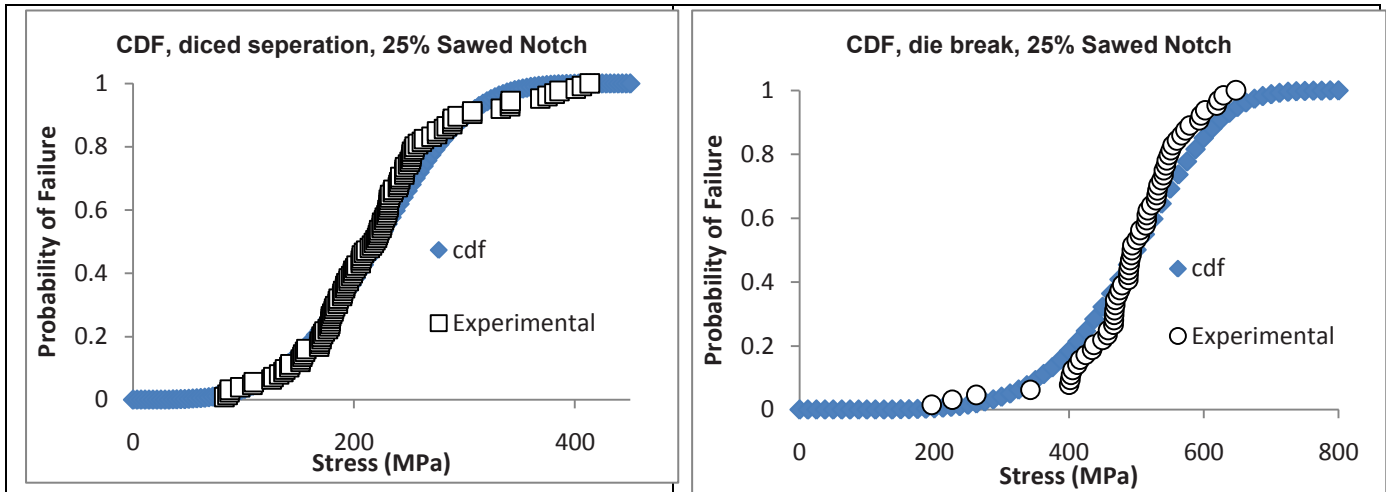 CDF, diced seperation, 25% Sawed Notch
Probability of Failure
1
0.8
0.6
0.4
0.2
0
cdf
Experimental
0
200
400
Stress (MPa)
CDF, die break, 25% Sawed Notch
Probability of Failure
1
0.8
0.6
0.4
0.2
0
cdf
Experimental
0
200
400
600
800
Stress (MPa)